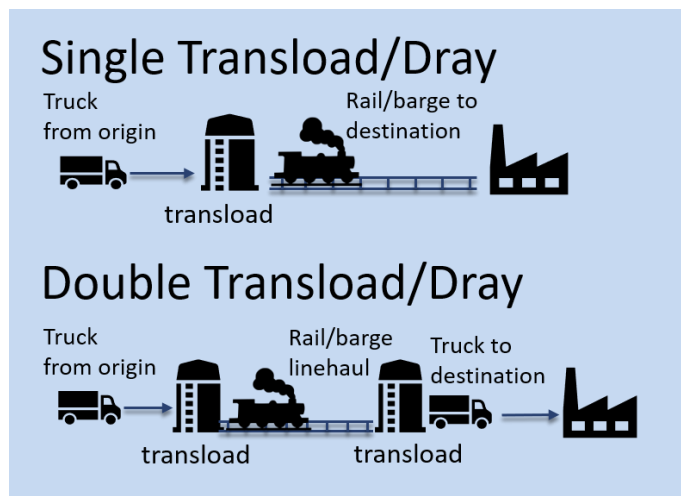 Single Transload/Dray
Truck
from origin
Rail/barge to
destination
transload
Double Transload/Dray
Truck
from origin
Rail/barge
linehaul
Truck to
destination
transload
transload